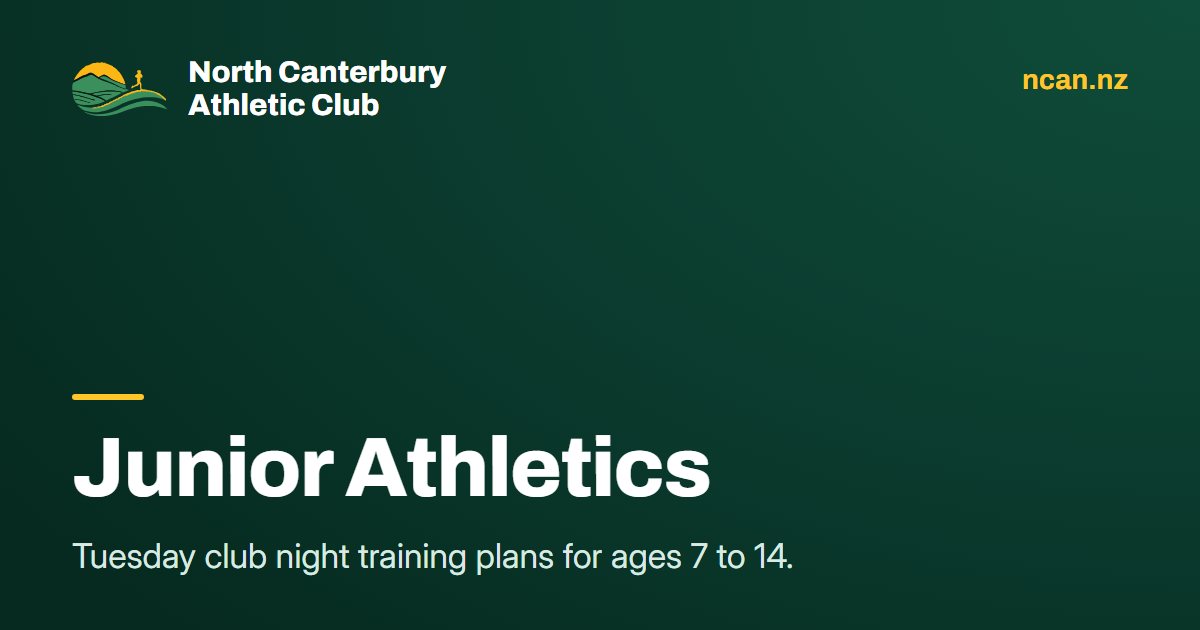 North Canterbury
Athletic Club
ncan.nz
Junior Athletics
Tuesday club night training plans for ages 7 to 14.